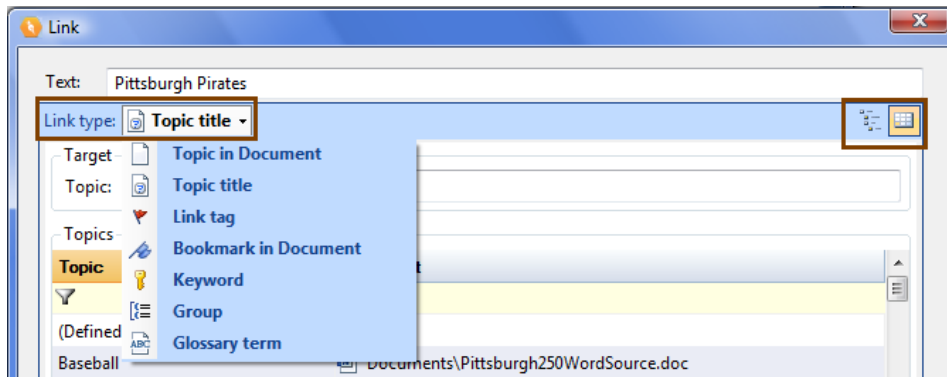 Link
Text: Pittsburgh Pirates
Link type: Topic title
Target
Topic in Document
Topic:
Topic title
Link tag
Topics
Bookmark in Document
Topic
t
Keyword
Group
(Defined
ABC
Glossary term
Baseball Documents\Pittsburgh250WordSource.doc